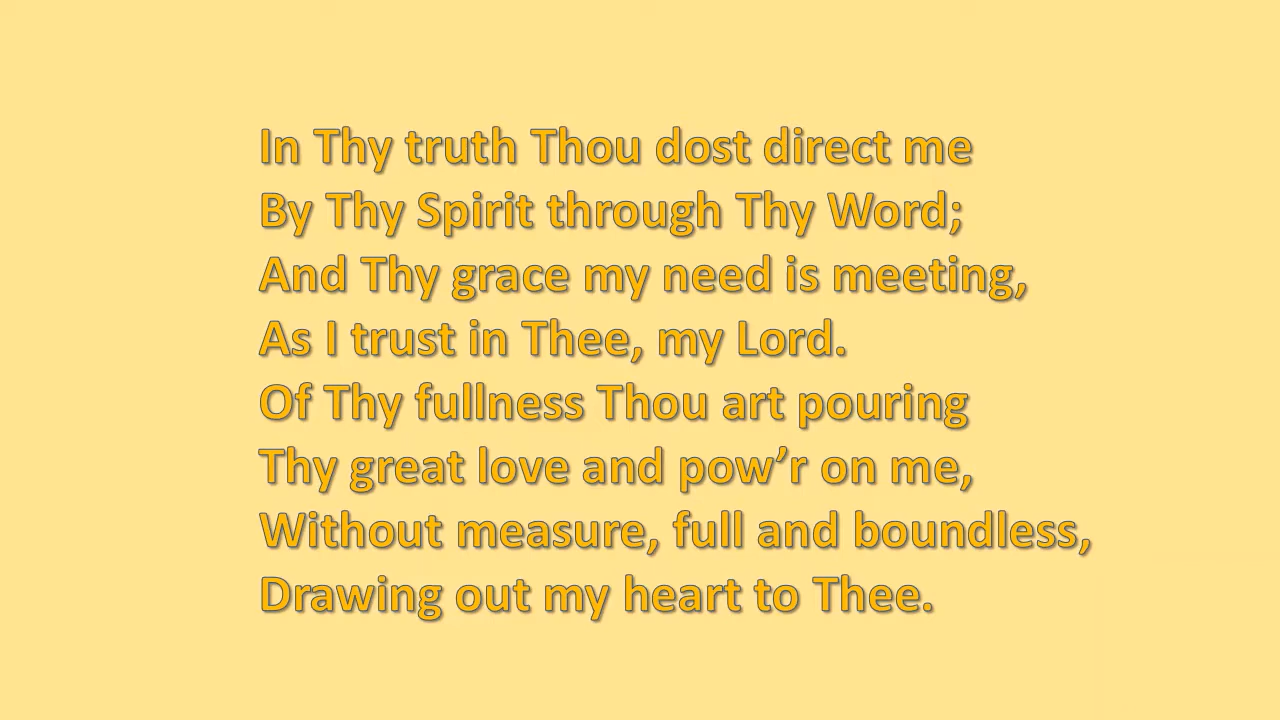 In Thy truth Thou dost direct me
By Thy Spirit through Thy Word;
And Thy grace my need is meeting,
As I trust in Thee, my Lord.
Of Thy fullness Thou art pouring
Thy great love and pow’r on me,
Without measure, full and boundless,
Drawing out my heart to Thee.